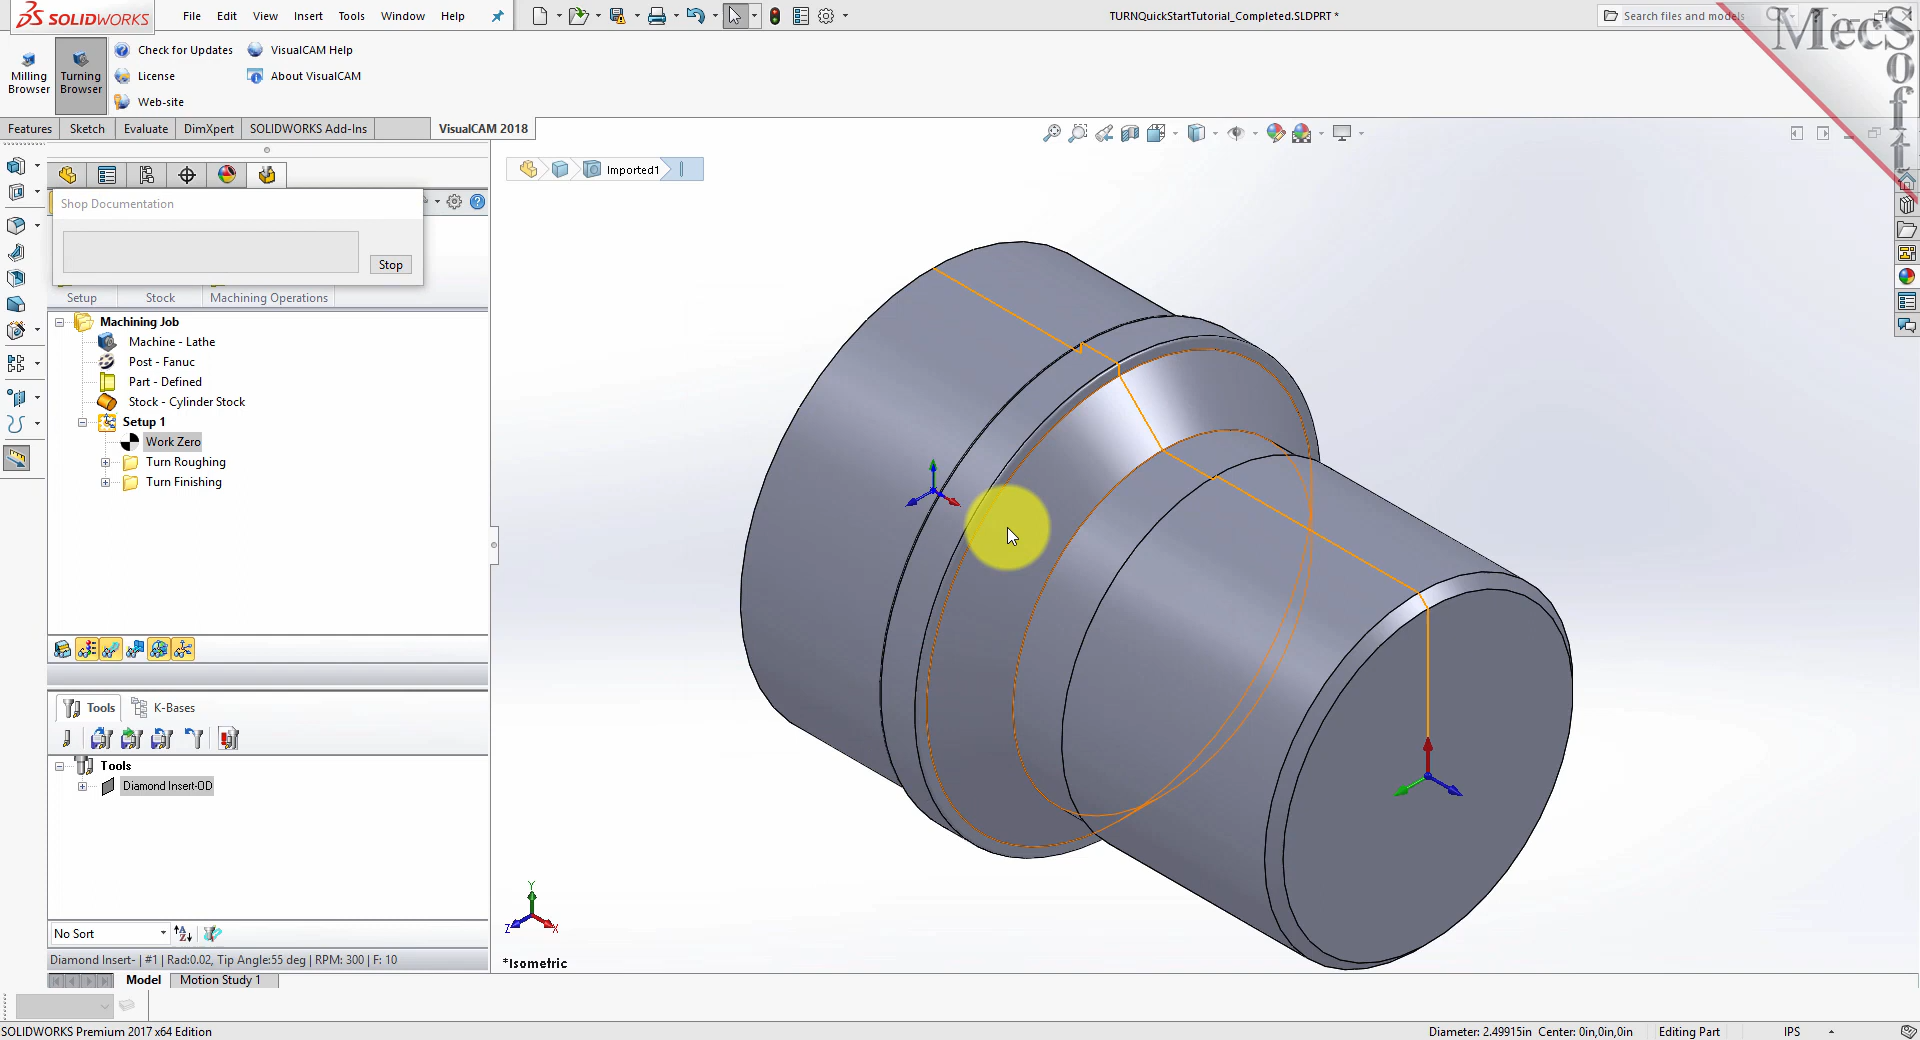 SOLIDWORKS
File Edit View Insert Tools Window Help
TURNQuickStartTutorial_Completed.SLDPRT *
Search files and models
MecSoft
Milling Browser
Turning Browser
Check for Updates
VisualCAM Help
License
About VisualCAM
Web-site
Features Sketch Evaluate DimXpert SOLIDWORKS Add-Ins VisualCAM 2018
Imported1
Shop Documentation
Stop
Setup Stock Machining Operations
Machining Job
Machine - Lathe
Post - Fanuc
Part - Defined
Stock - Cylinder Stock
Setup 1
Work Zero
Turn Roughing
Turn Finishing
Tools K-Bases
Tools
Diamond Insert-OD
No Sort
Diamond Insert- | #1 | Rad:0.02, Tip Angle:55 deg | RPM: 300 | F: 10
Y
Z X
*Isometric
Model Motion Study 1
SOLIDWORKS Premium 2017 x64 Edition
Diameter: 2.49915in Center: 0in,0in,0in Editing Part IPS